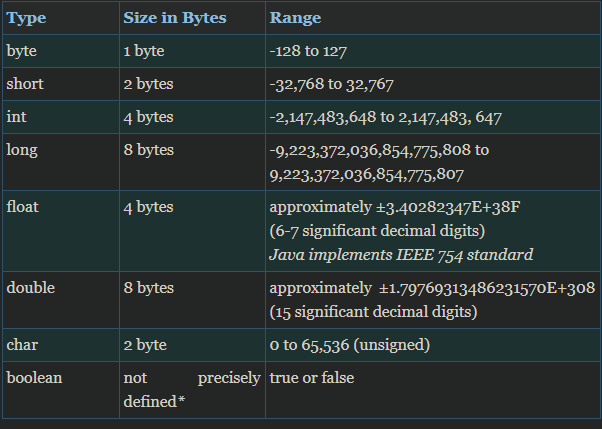 Type Size in Bytes Range
byte 1 byte -128 to 127
short 2 bytes -32,768 to 32,767
int 4 bytes -2,147,483,648 to 2,147,483, 647
long 8 bytes -9,223,372,036,854,775,808 to
9,223,372,036,854,775,807
float 4 bytes approximately ±3.40282347E+38F
(6-7 significant decimal digits)
Java implements IEEE 754 standard
double 8 bytes approximately ±1.79769313486231570E+308
(15 significant decimal digits)
char 2 byte 0 to 65,536 (unsigned)
boolean not precisely true or false
defined*